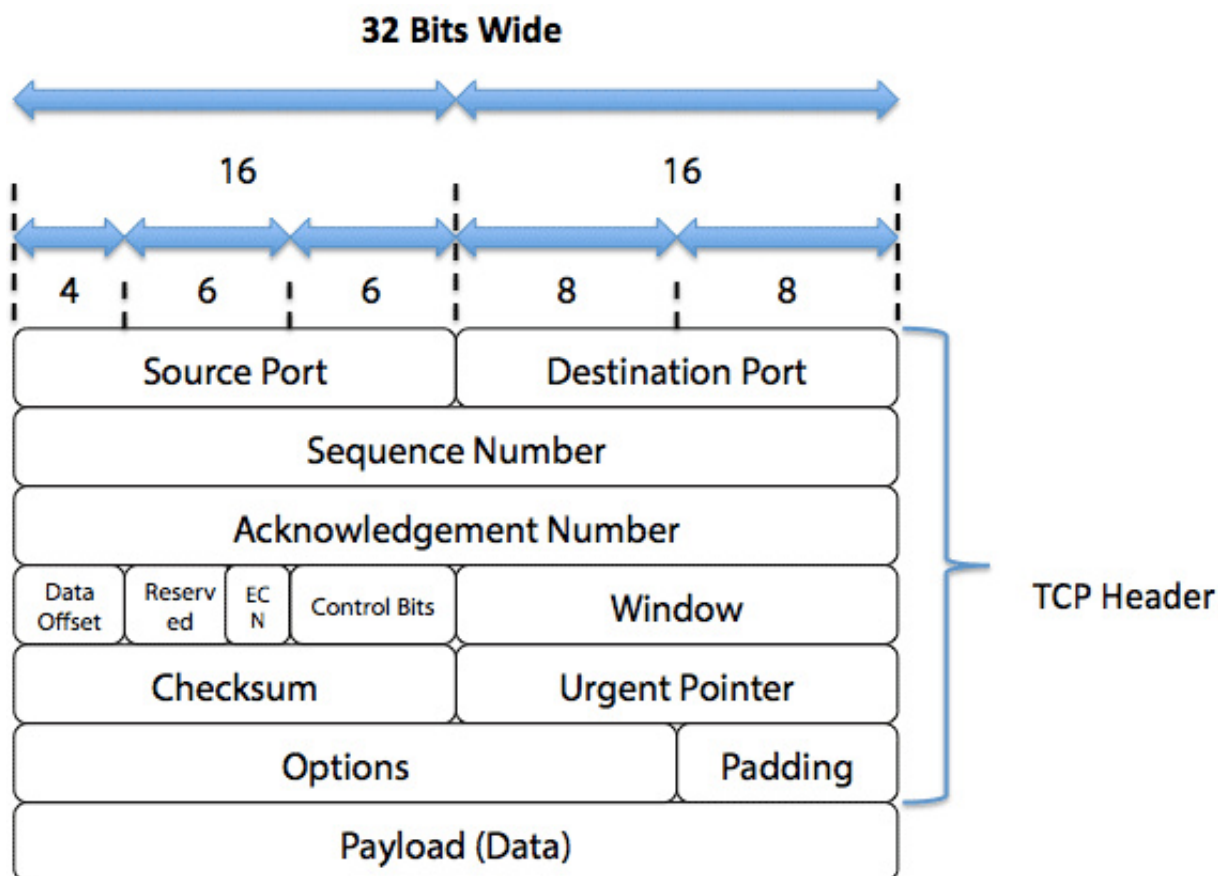 32 Bits Wide
16 16
4 6 6 8 8
Source Port Destination Port
Sequence Number
Acknowledgement Number
Data
Offset
Reserv
ed
EC
N
Control Bits
Window
TCP Header
Checksum Urgent Pointer
Options Padding
Payload (Data)